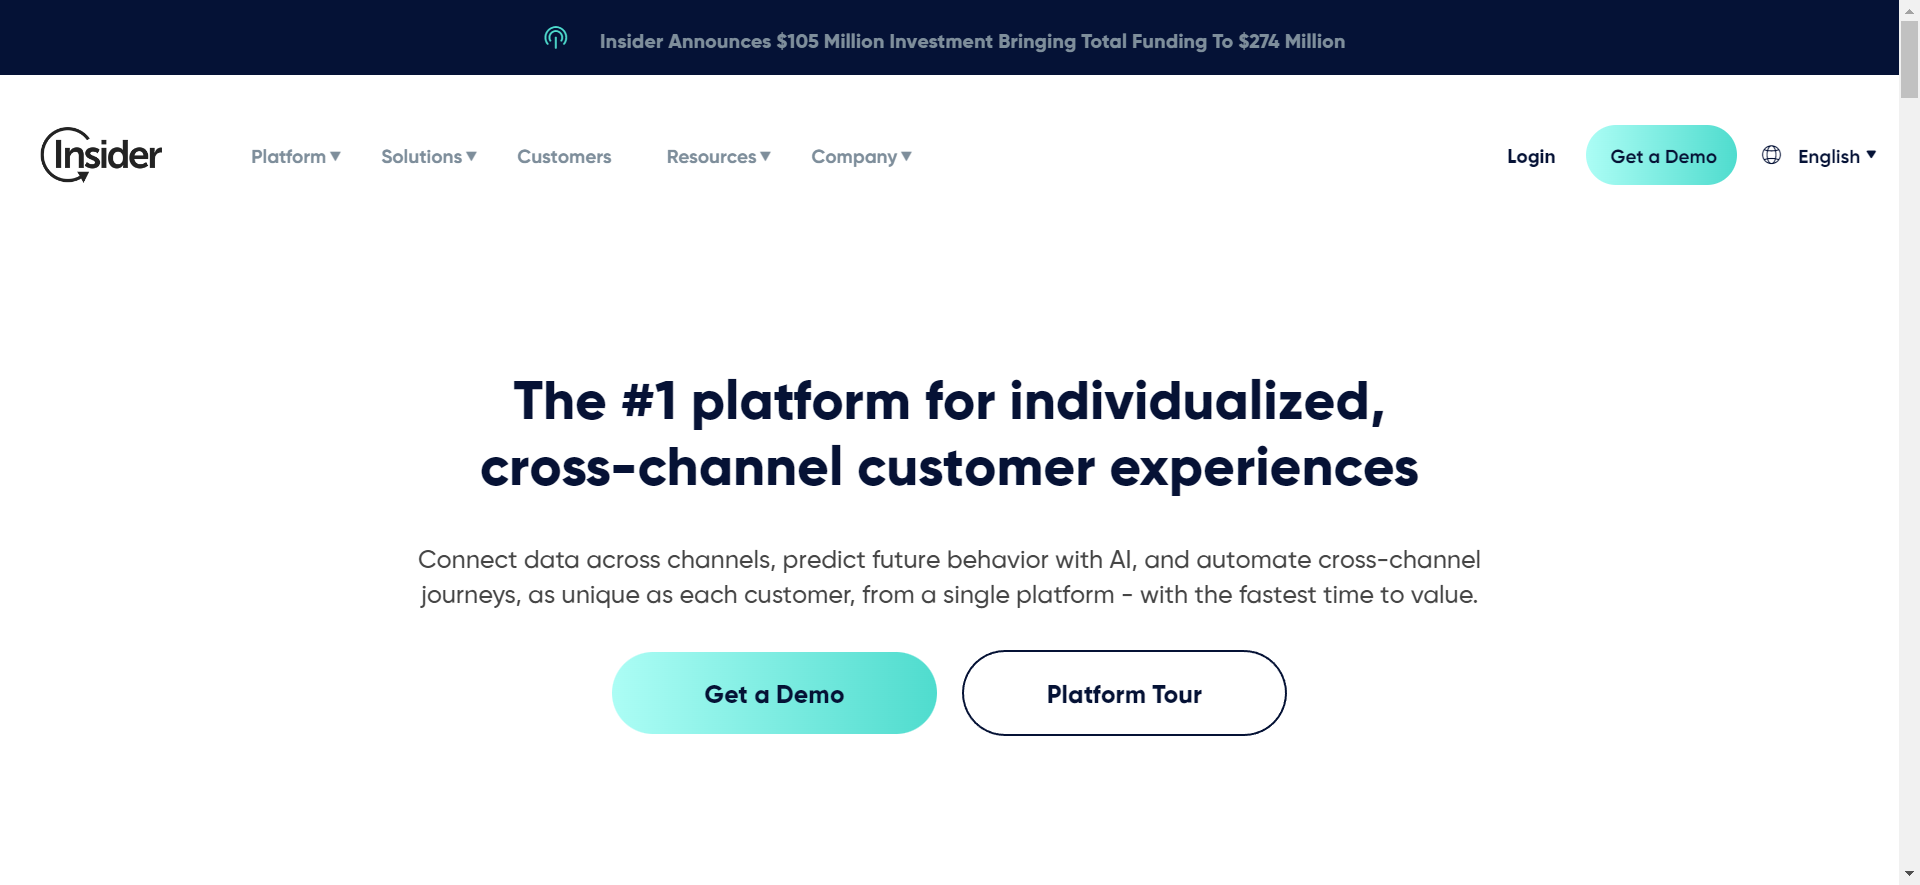 Insider Announces $105 Million Investment Bringing Total Funding To $274 Million
Insider
Platform ▼ Solutions ▼ Customers Resources ▼ Company ▼ Login Get a Demo English ▼
The #1 platform for individualized,
cross-channel customer experiences
Connect data across channels, predict future behavior with AI, and automate cross-channel
journeys, as unique as each customer, from a single platform - with the fastest time to value.
Get a Demo Platform Tour